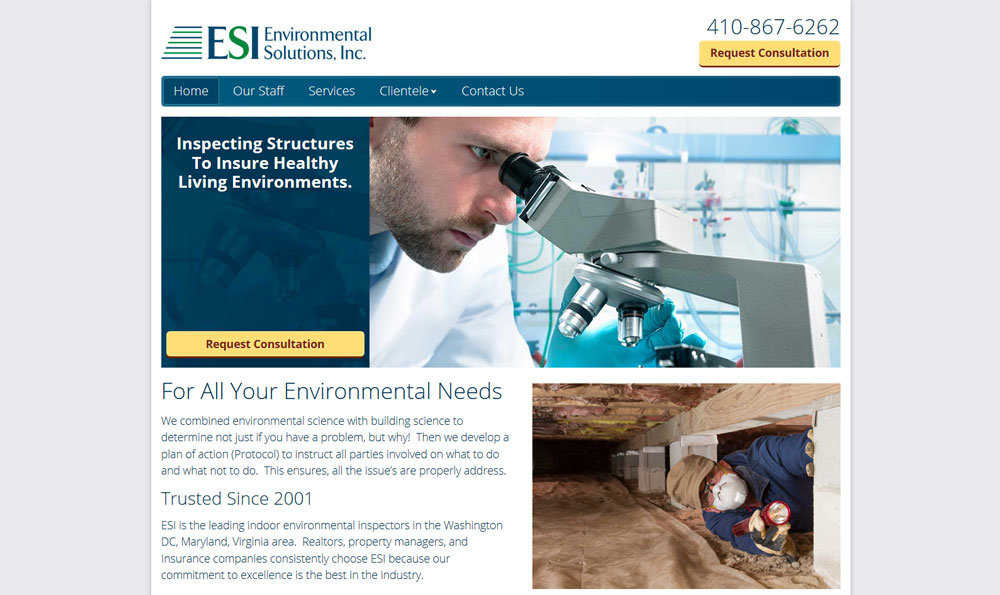 ESI Environmental
Solutions, Inc.
410-867-6262
Request Consultation
Home Our Staff Services Clientele Contact Us
Inspecting Structures
To Insure Healthy
Living Environments.
Request Consultation
For All Your Environmental Needs
We combined environmental science with building science to
determine not just if you have a problem, but why! Then we develop a
plan of action (Protocol) to instruct all parties involved on what to do
and what not to do. This ensures, all the issue's are properly address.
Trusted Since 2001
ESI is the leading indoor environmental inspectors in the Washington
DC, Maryland, Virginia area. Realtors, property managers, and
Insurance companies consistently choose ESI because our
commitment to excellence is the best in the industry.